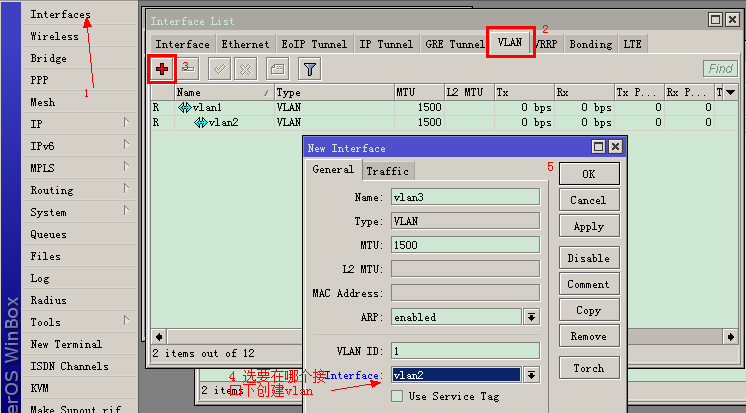 Interfaces
Wireless
Bridge
PPP
Mesh
IP
IPv6
MPLS
Routing
System
Queues
Files
Log
Radius
Tools
New Terminal
ISDN Channels
KVM
Make Supout.rif
erOS WinBox
1
Interface List
2
Interface Ethernet EoIP Tunnel IP Tunnel GRE Tunnel VLAN VRRP Bonding LTE
3
Find
Name Type MTU L2 MTU Tx Rx Tx P... Rx P... T
R vlan1 VLAN 1500 0 bps 0 bps 0 0
R vlan2 VLAN 1500 0 bps 0 bps 0 0
2 items out of 12
New Interface
General Traffic
5
Name: vlan3
Type: VLAN
MTU: 1500
L2 MTU:
MAC Address:
ARP: enabled
VLAN ID: 1
Interface: vlan2
Use Service Tag
OK
Cancel
Apply
Disable
Comment
Copy
Remove
Torch
4 选要在哪个接
口下创建vlan